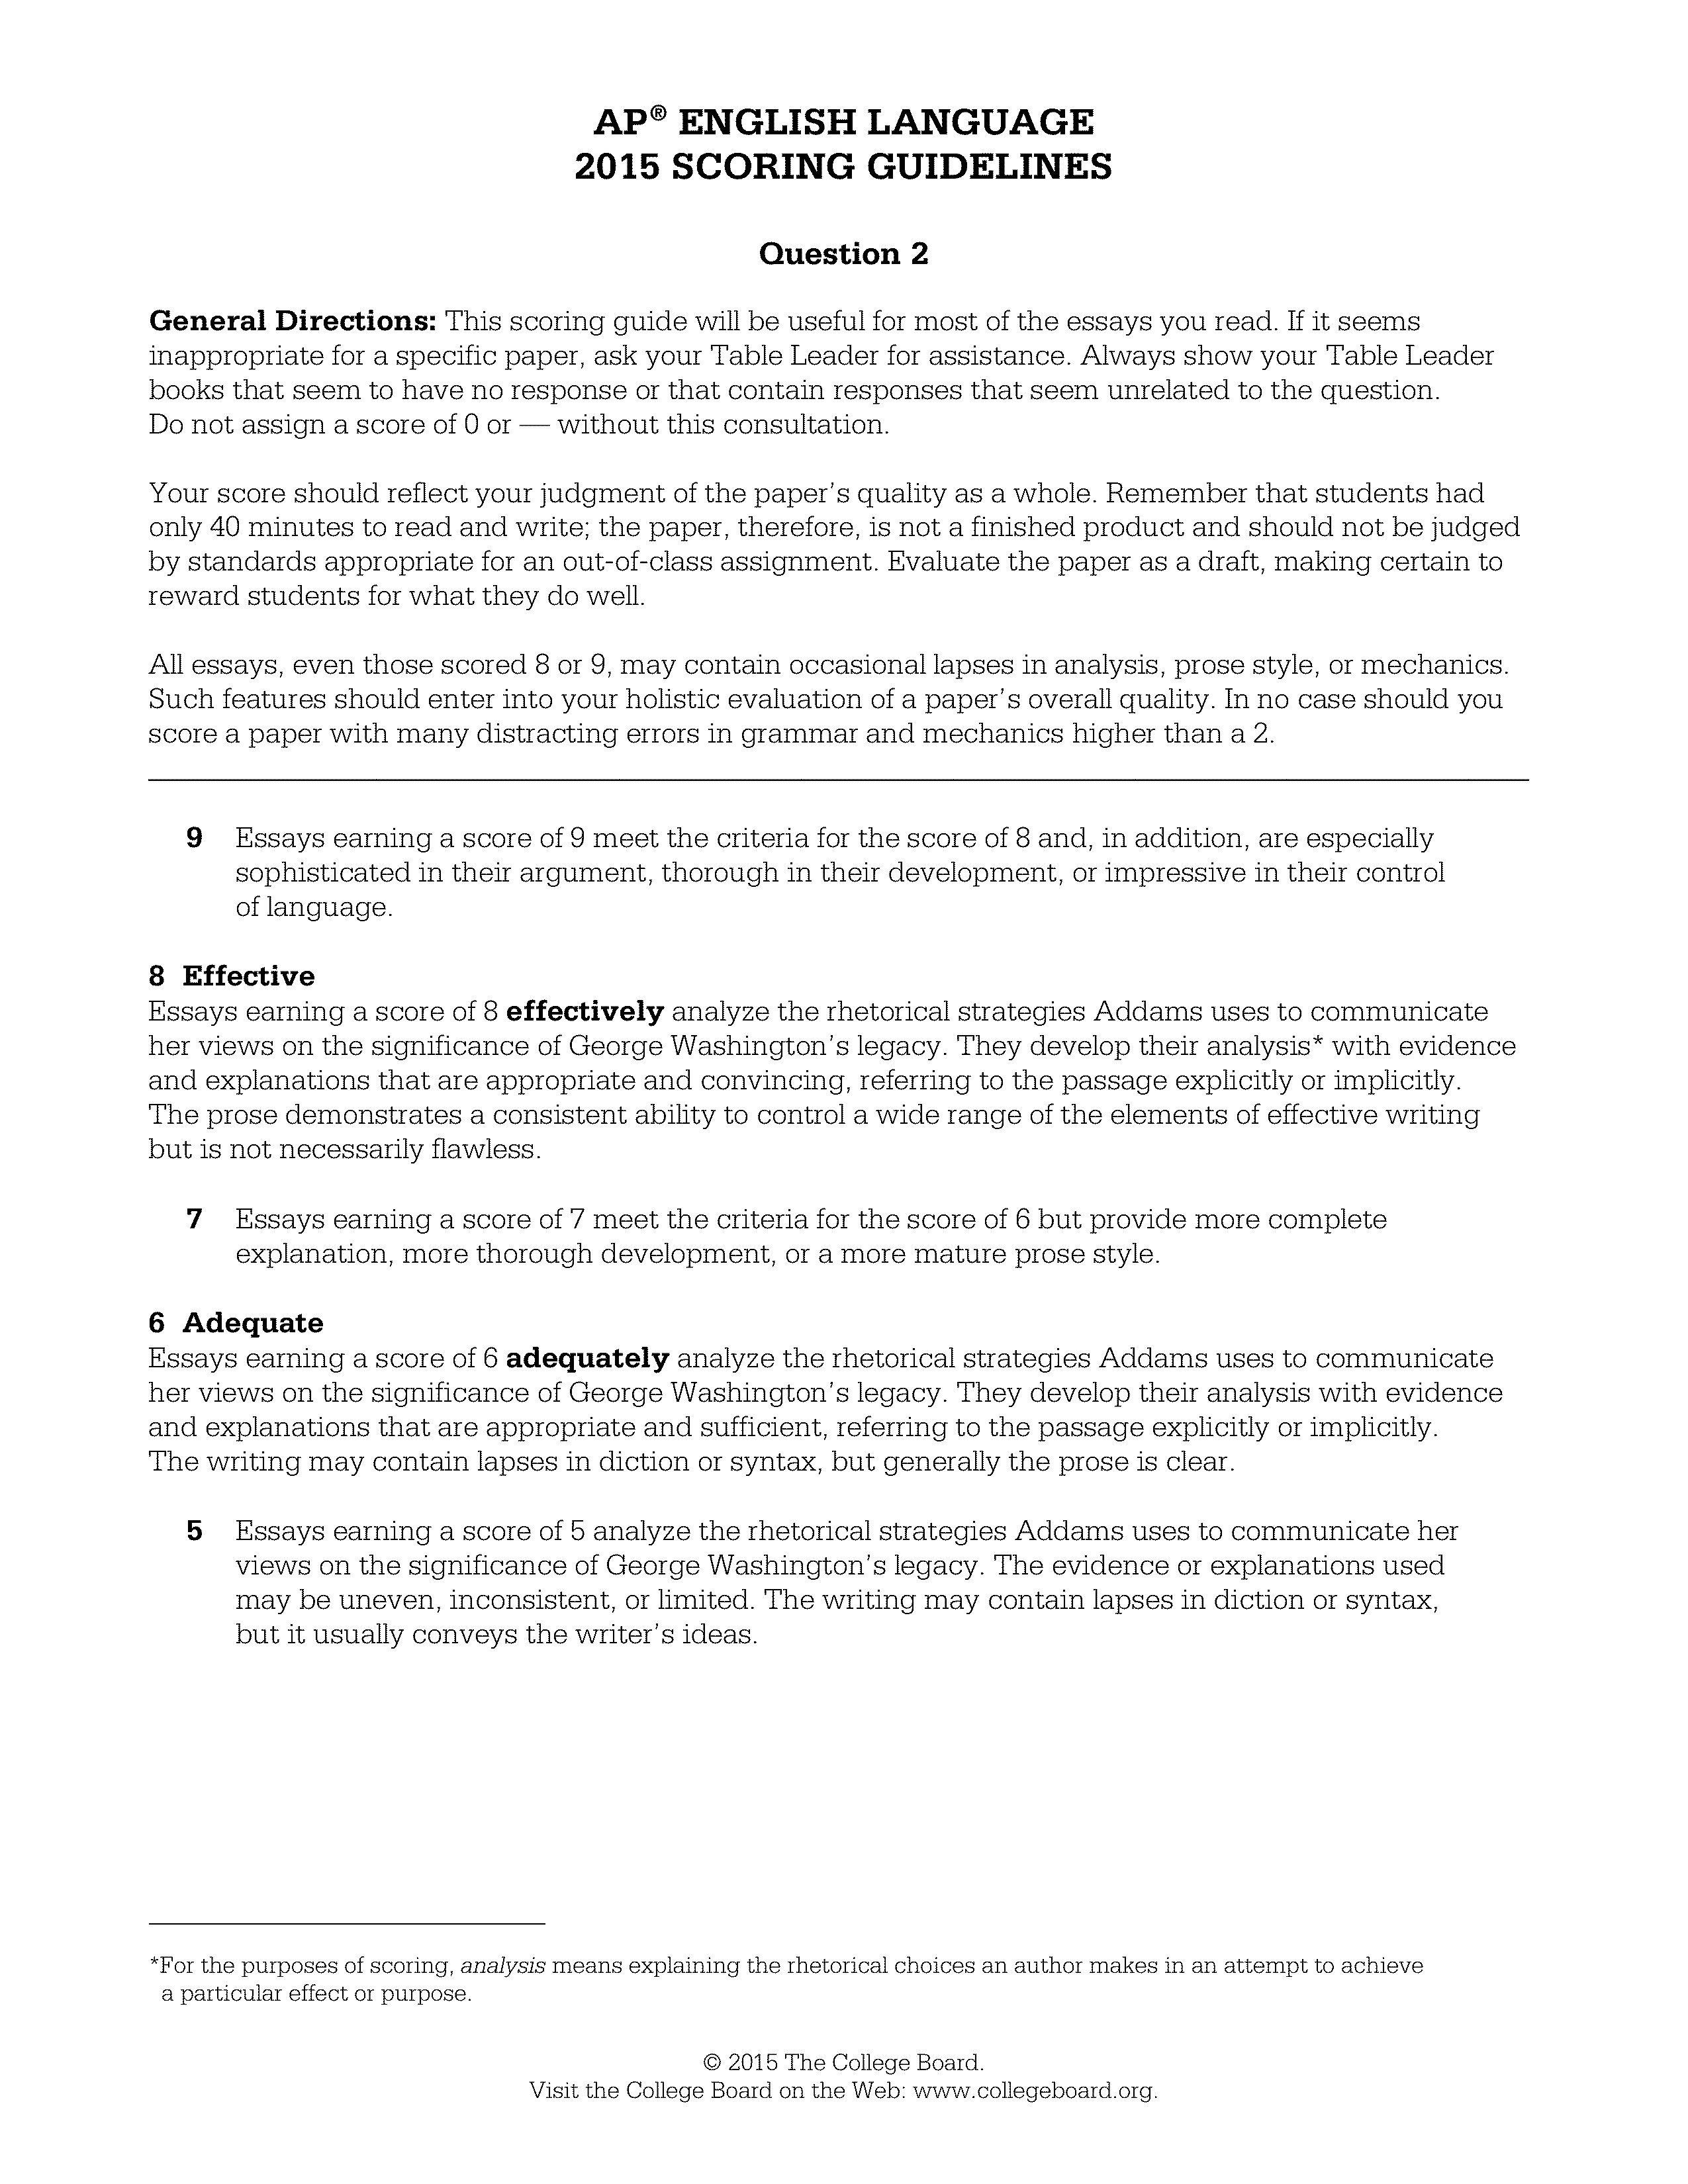 AP® ENGLISH LANGUAGE
2015 SCORING GUIDELINES
Question 2
General Directions: This scoring guide will be useful for most of the essays you read. If it seems
inappropriate for a specific paper, ask your Table Leader for assistance. Always show your Table Leader
books that seem to have no response or that contain responses that seem unrelated to the question.
Do not assign a score of 0 or — without this consultation.
Your score should reflect your judgment of the paper's quality as a whole. Remember that students had
only 40 minutes to read and write; the paper, therefore, is not a finished product and should not be judged
by standards appropriate for an out-of-class assignment. Evaluate the paper as a draft, making certain to
reward students for what they do well.
All essays, even those scored 8 or 9, may contain occasional lapses in analysis, prose style, or mechanics.
Such features should enter into your holistic evaluation of a paper's overall quality. In no case should you
score a paper with many distracting errors in grammar and mechanics higher than a 2.
9 Essays earning a score of 9 meet the criteria for the score of 8 and, in addition, are especially
sophisticated in their argument, thorough in their development, or impressive in their control
of language.
8 Effective
Essays earning a score of 8 effectively analyze the rhetorical strategies Addams uses to communicate
her views on the significance of George Washington's legacy. They develop their analysis* with evidence
and explanations that are appropriate and convincing, referring to the passage explicitly or implicitly.
The prose demonstrates a consistent ability to control a wide range of the elements of effective writing
but is not necessarily flawless.
7 Essays earning a score of 7 meet the criteria for the score of 6 but provide more complete
explanation, more thorough development, or a more mature prose style.
6 Adequate
Essays earning a score of 6 adequately analyze the rhetorical strategies Addams uses to communicate
her views on the significance of George Washington's legacy. They develop their analysis with evidence
and explanations that are appropriate and sufficient, referring to the passage explicitly or implicitly.
The writing may contain lapses in diction or syntax, but generally the prose is clear.
5 Essays earning a score of 5 analyze the rhetorical strategies Addams uses to communicate her
views on the significance of George Washington's legacy. The evidence or explanations used
may be uneven, inconsistent, or limited. The writing may contain lapses in diction or syntax,
but it usually conveys the writer's ideas.
*For the purposes of scoring, analysis means explaining the rhetorical choices an author makes in an attempt to achieve
a particular effect or purpose.
© 2015 The College Board.
Visit the College Board on the Web: www.collegeboard.org.